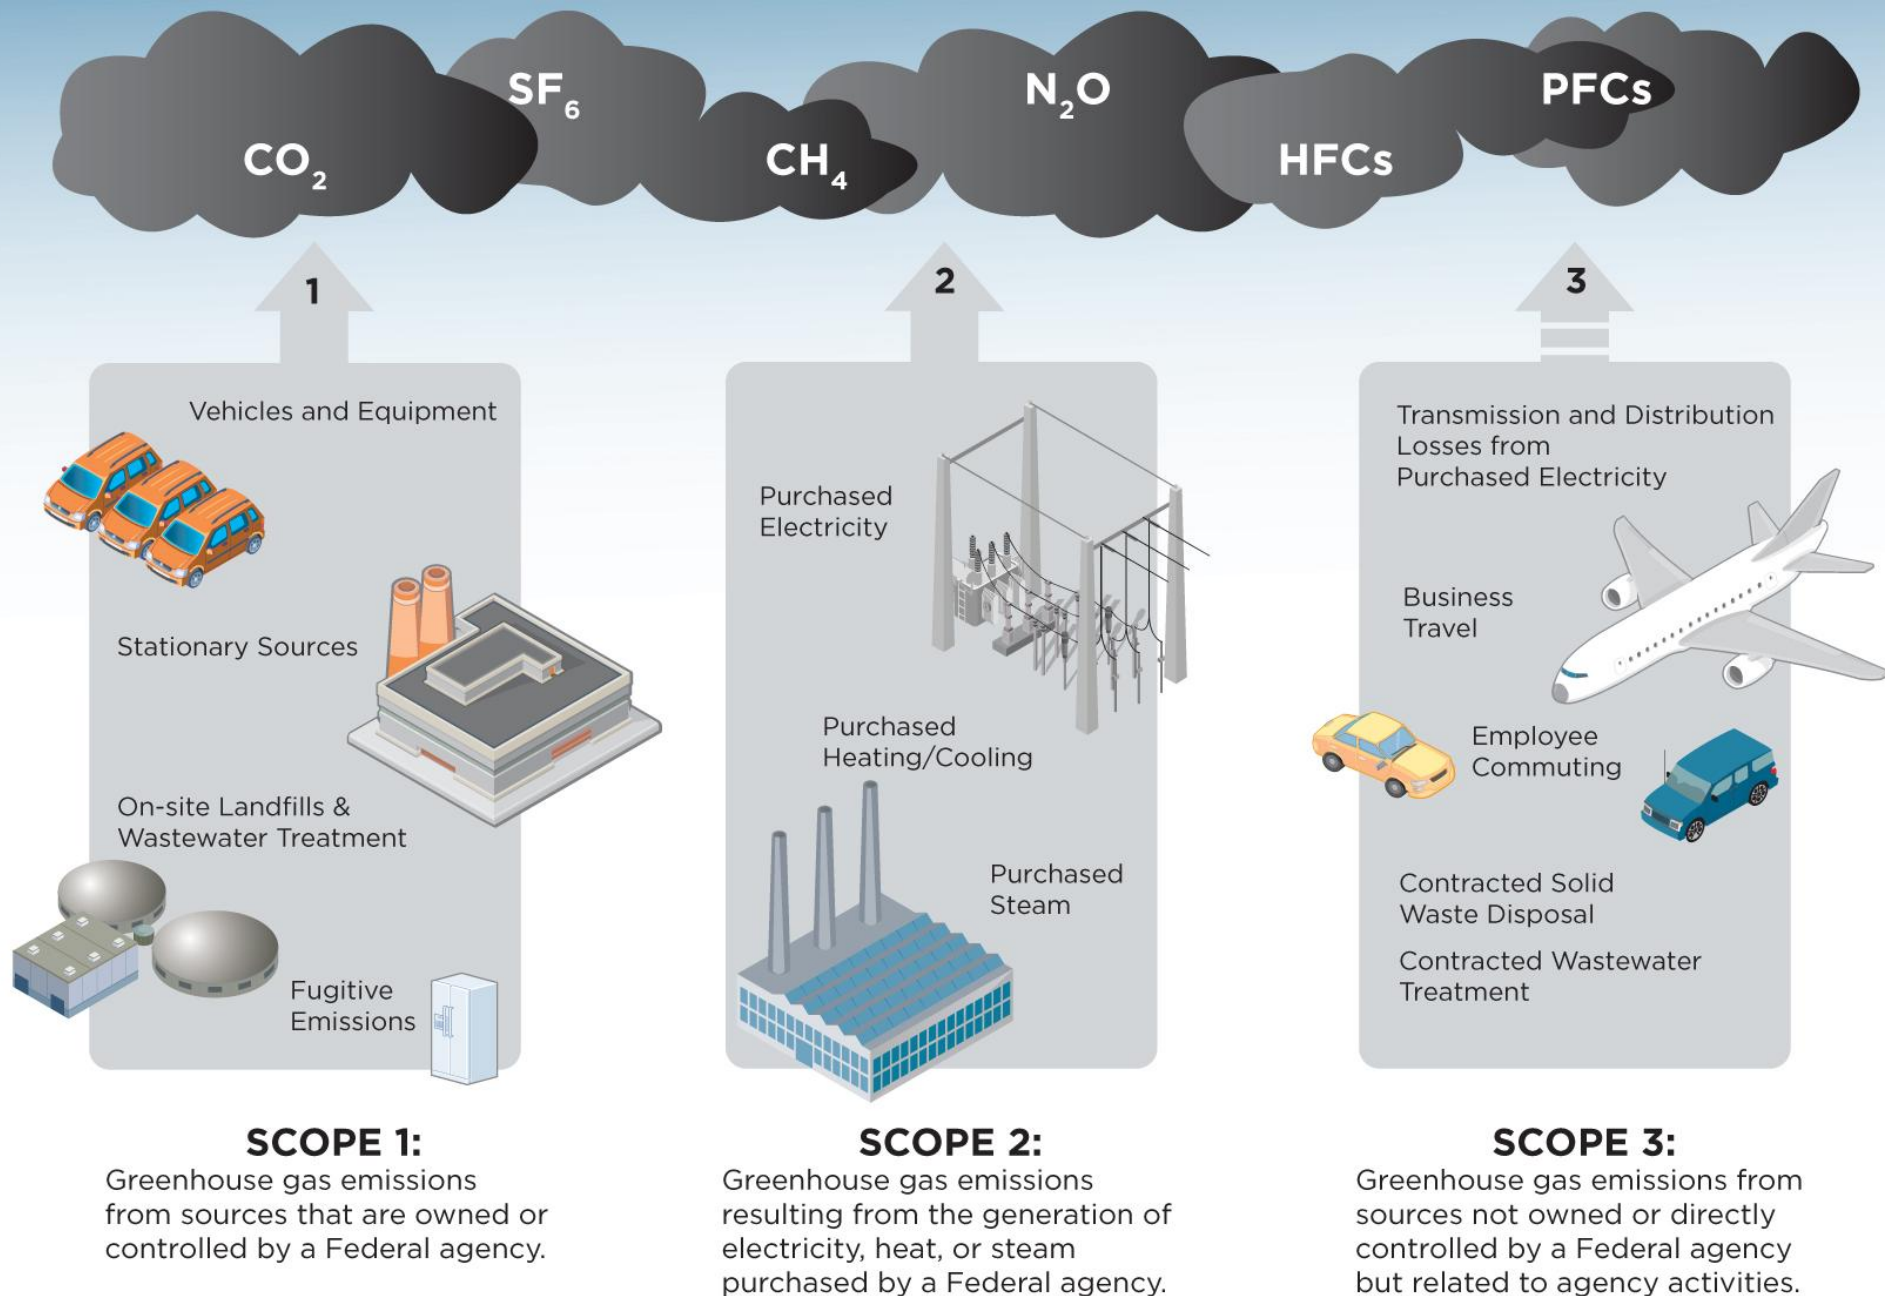 SF₆
N₂O
PFCs
CO₂
CH₄
HFCs
1
2
3
Vehicles and Equipment
Stationary Sources
On-site Landfills &
Wastewater Treatment
Fugitive
Emissions
Purchased
Electricity
Purchased
Heating/Cooling
Purchased
Steam
Transmission and Distribution
Losses from
Purchased Electricity
Business
Travel
Employee
Commuting
Contracted Solid
Waste Disposal
Contracted Wastewater
Treatment
SCOPE 1:
Greenhouse gas emissions
from sources that are owned or
controlled by a Federal agency.
SCOPE 2:
Greenhouse gas emissions
resulting from the generation of
electricity, heat, or steam
purchased by a Federal agency.
SCOPE 3:
Greenhouse gas emissions from
sources not owned or directly
controlled by a Federal agency
but related to agency activities.